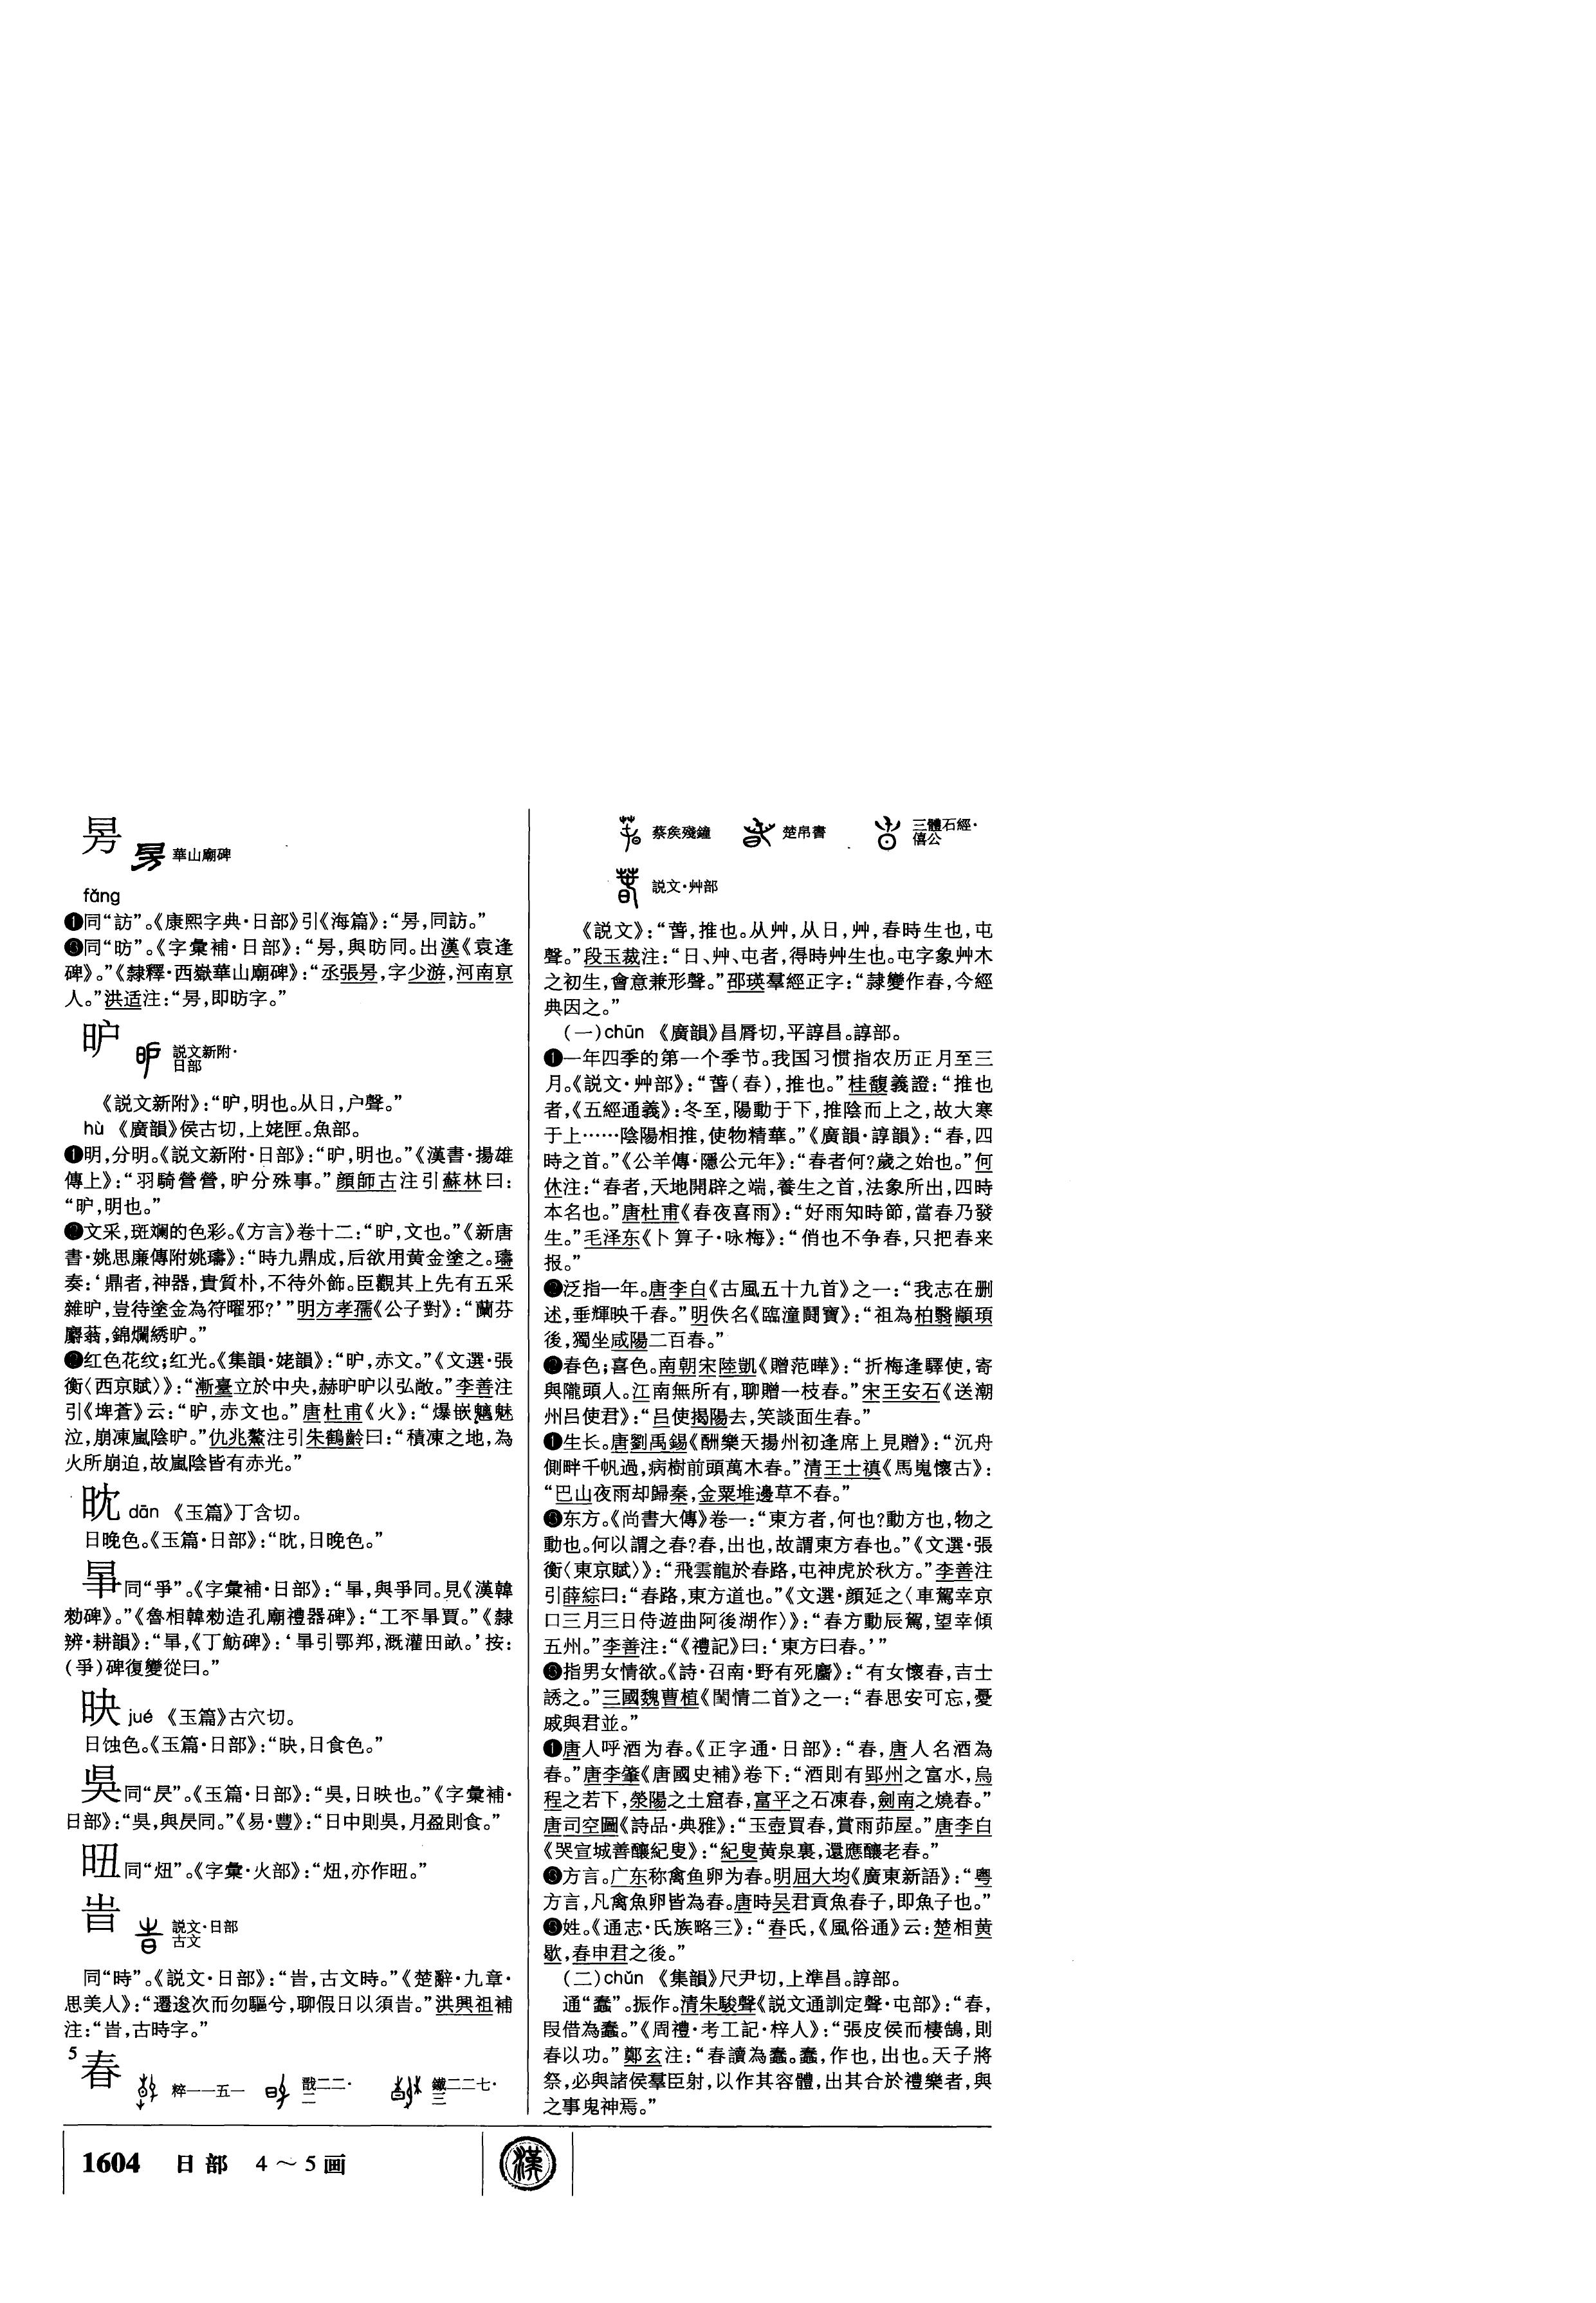 昘
華山廟碑
fǎng
❶同“訪”。《康熙字典·日部》引《海篇》：“昘，同訪。”
❸同“昉”。《字彙補·日部》：“昘，與昉同。出漢《袁逢
碑》。”《隸釋·西嶽華山廟碑》：“丞張昘，字少游，河南京
人。”洪适注：“昘，即昉字。”
昈
説文新附·
日部
《説文新附》：“昈，明也。从日，户聲。”
hù 《廣韻》侯古切，上姥匣。魚部。
❶明，分明。《説文新附·日部》：“昈，明也。”《漢書·揚雄
傳上》：“羽騎營營，昈分殊事。”顔師古注引蘇林曰：
“昈，明也。”
❷文采，斑斕的色彩。《方言》卷十二：“昈，文也。”《新唐
書·姚思廉傳附姚璹》：“時九鼎成，后欲用黄金塗之。璹
奏：‘鼎者，神器，貴質朴，不待外飾。臣觀其上先有五采
雜昈，豈待塗金為符曜邪？’”明方孝孺《公子對》：“蘭芬
麝蓊，錦爛綉昈。”
❷红色花纹；红光。《集韻·姥韻》：“昈，赤文。”《文選·張
衡〈西京賦〉》：“漸臺立於中央，赫昈昈以弘敞。”李善注
引《埤蒼》云：“昈，赤文也。”唐杜甫《火》：“爆嵌魑魅
泣，崩凍嵐陰昈。”仇兆鰲注引朱鶴齡曰：“積凍之地，為
火所崩迫，故嵐陰皆有赤光。”
眈 dān 《玉篇》丁含切。
日晚色。《玉篇·日部》：“眈，日晚色。”
同“爭”。《字彙補·日部》：“，與爭同。見《漢韓
勑碑》。”《魯相韓勑造孔廟禮器碑》：“工不買。”《隸
辨·耕韻》：“，《丁魴碑》：‘引鄂邦，溉灌田畝。’按：
（爭）碑復變從曰。”
昳 jué 《玉篇》古穴切。
日蚀色。《玉篇·日部》：“，日食色。”
同“昃”。《玉篇·日部》：“，日昳也。”《字彙補·
日部》：“，與昃同。”《易·豐》：“日中則，月盈則食。”
同“炄”。《字彙·火部》：“炄，亦作。”
旹
説文·日部
古文
同“時”。《説文·日部》：“旹，古文時。”《楚辭·九章·
思美人》：“遷逡次而勿驅兮，聊假日以須旹。”洪興祖補
注：“旹，古時字。”
5 春
粹一一五一 戬二二·二 鐵二二七·三
蔡矦殘鐘 楚帛書 三體石經·僖公
説文·艸部
《説文》：“萅，推也。从艸，从日，艸，春時生也，屯
聲。”段玉裁注：“日、艸、屯者，得時艸生也。屯字象艸木
之初生，會意兼形聲。”邵瑛羣經正字：“隸變作春，今經
典因之。”
（一）chūn 《廣韻》昌脣切，平諄昌。諄部。
❶一年四季的第一个季节。我国习惯指农历正月至三
月。《説文·艸部》：“萅（春），推也。”桂馥義證：“推也
者，《五經通義》：冬至，陽動于下，推陰而上之，故大寒
于上……陰陽相推，使物精華。”《廣韻·諄韻》：“春，四
時之首。”《公羊傳·隱公元年》：“春者何？歲之始也。”何
休注：“春者，天地開辟之端，養生之首，法象所出，四時
本名也。”唐杜甫《春夜喜雨》：“好雨知時節，當春乃發
生。”毛泽东《卜算子·咏梅》：“俏也不争春，只把春来
报。”
❷泛指一年。唐李白《古風五十九首》之一：“我志在删
述，垂輝映千春。”明佚名《臨潼鬭寶》：“祖為柏翳顓頊
後，獨坐咸陽二百春。”
❷春色；喜色。南朝宋陸凱《贈范曄》：“折梅逢驛使，寄
與隴頭人。江南無所有，聊贈一枝春。”宋王安石《送潮
州吕使君》：“吕使揭陽去，笑談面生春。”
❶生长。唐劉禹錫《酬樂天揚州初逢席上見贈》：“沉舟
側畔千帆過，病樹前頭萬木春。”清王士禛《馬嵬懷古》：
“巴山夜雨却歸秦，金粟堆邊草不春。”
❸东方。《尚書大傳》卷一：“東方者，何也？動方也，物之
動也。何以謂之春？春，出也，故謂東方春也。”《文選·張
衡〈東京賦〉》：“飛雲龍於春路，屯神虎於秋方。”李善注
引薛綜曰：“春路，東方道也。”《文選·顔延之〈車駕幸京
口三月三日侍遊曲阿後湖作〉》：“春方動辰駕，望幸傾
五州。”李善注：“《禮記》曰：‘東方曰春。’”
❸指男女情欲。《詩·召南·野有死麕》：“有女懷春，吉士
誘之。”三國魏曹植《閨情二首》之一：“春思安可忘，憂
戚與君並。”
❶唐人呼酒为春。《正字通·日部》：“春，唐人名酒為
春。”唐李肇《唐國史補》卷下：“酒則有郢州之富水，烏
程之若下，滎陽之土窟春，富平之石凍春，劍南之燒春。”
唐司空圖《詩品·典雅》：“玉壺買春，賞雨茆屋。”唐李白
《哭宣城善釀紀叟》：“紀叟黄泉裏，還應釀老春。”
❸方言。广东称禽鱼卵为春。明屈大均《廣東新語》：“粤
方言，凡禽魚卵皆為春。唐時吴君貢魚春子，即魚子也。”
❸姓。《通志·氏族略三》：“春氏，《風俗通》云：楚相黄
歇，春申君之後。”
（二）chǔn 《集韻》尺尹切，上準昌。諄部。
通“蠢”。振作。清朱駿聲《説文通訓定聲·屯部》：“春，
叚借為蠢。”《周禮·考工記·梓人》：“張皮侯而棲鵠，則
春以功。”鄭玄注：“春讀為蠢。蠢，作也，出也。天子將
祭，必與諸侯羣臣射，以作其容體，出其合於禮樂者，與
之事鬼神焉。”
1604 日部 4～5画
漢